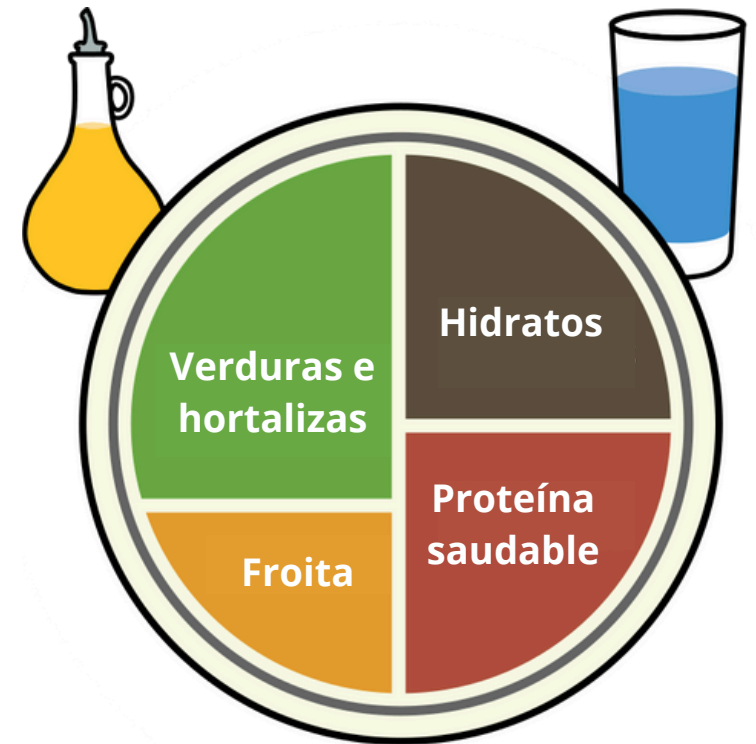 Verduras e
hortalizas
Hidratos
Froita
Proteína
saudable